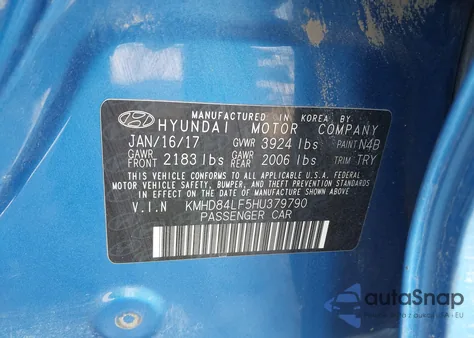 MANUFACTURED IN KOREA BY:
HYUNDAI MOTOR COMPANY
JAN/16/17 GVWR 3924 lbs PAINT N4B
GAWR FRONT 2183 lbs GAWR REAR 2006 lbs TRIM TRY
THIS VEHICLE CONFORMS TO ALL APPLICABLE U.S.A. FEDERAL
MOTOR VEHICLE SAFETY, BUMPER, AND THEFT PREVENTION
STANDARDS IN EFFECT ON THE DATE OF MANUFACTURE
SHOWN ABOVE.
V.I.N KMHD84LF5HU379790
PASSENGER CAR
autoSnap